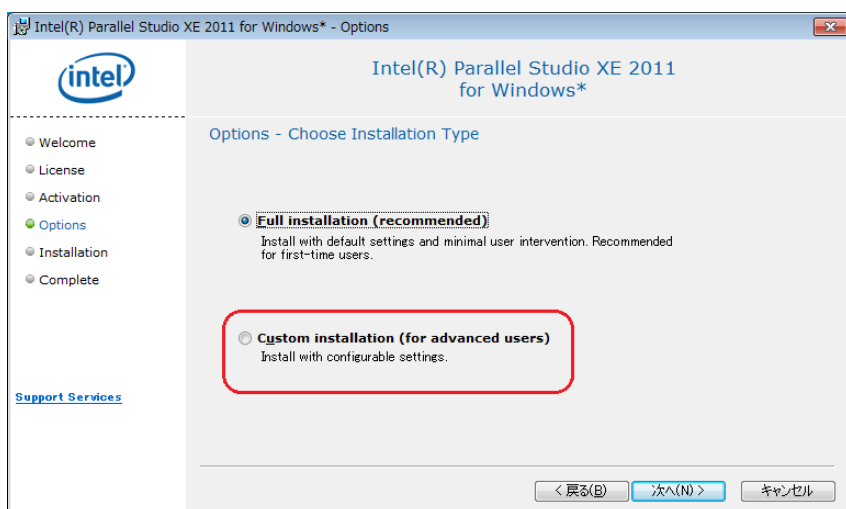 Intel(R) Parallel Studio XE 2011 for Windows* - Options
intel
Intel(R) Parallel Studio XE 2011
for Windows*
Welcome
License
Activation
Options
Installation
Complete
Support Services
Options - Choose Installation Type
Full installation (recommended)
Install with default settings and minimal user intervention. Recommended
for first-time users.
Custom installation (for advanced users)
Install with configurable settings.
< 戻る(B)
次へ(N) >
キャンセル